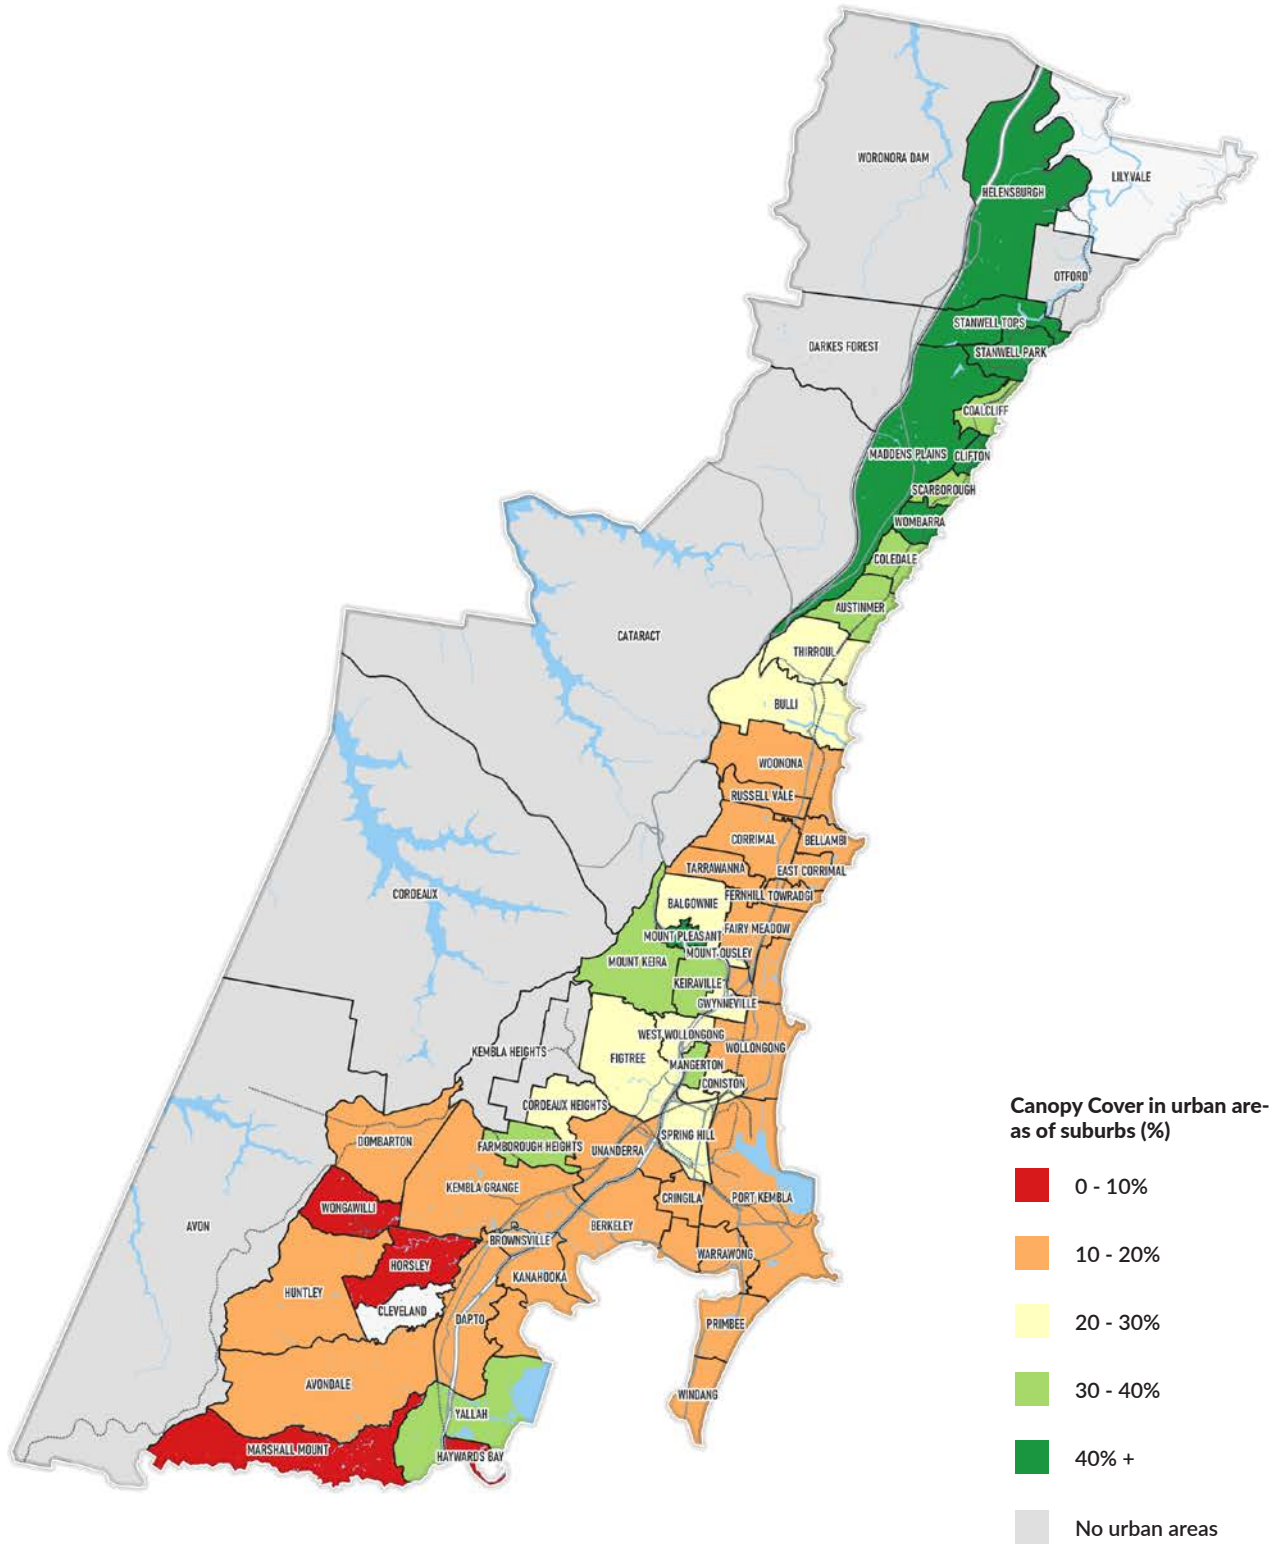 WORONORA DAM
LILYVALE
HELENSBURGH
OTFORD
STANWELL TOPS
DARKES FOREST
STANWELL PARK
COALCLIFF
MADDENS PLAINS
CLIFTON
SCARBOROUGH
WOMBARRA
COLEDALE
AUSTINMER
CATARACT
THIRROUL
BULLI
WOONONA
RUSSELL VALE
CORRIMAL
BELLAMBI
TARRAWANNA
EAST CORRIMAL
CORDEAUX
FERNHILL
TOWRADGI
BALGOWNIE
FAIRY MEADOW
MOUNT PLEASANT
MOUNT OUSLEY
MOUNT KEIRA
KEIRAVILLE
GWYNNEVILLE
WEST WOLLONGONG
WOLLONGONG
KEMBLA HEIGHTS
FIGTREE
MANGERTON
CONISTON
CORDEAUX HEIGHTS
SPRING HILL
DOMBARTON
FARMBOROUGH HEIGHTS
UNANDERRA
KEMBLA GRANGE
CRINGILA
PORT KEMBLA
WONGAWILLI
AVON
BERKELEY
BROWNSVILLE
WARRAWONG
HORSLEY
KANAHOOKA
HUNTLEY
CLEVELAND
DAPTO
PRIMBEE
AVONDALE
WINDANG
YALLAH
MARSHALL MOUNT
HAYWARDS BAY
Canopy Cover in urban are-
as of suburbs (%)
0 - 10%
10 - 20%
20 - 30%
30 - 40%
40% +
No urban areas